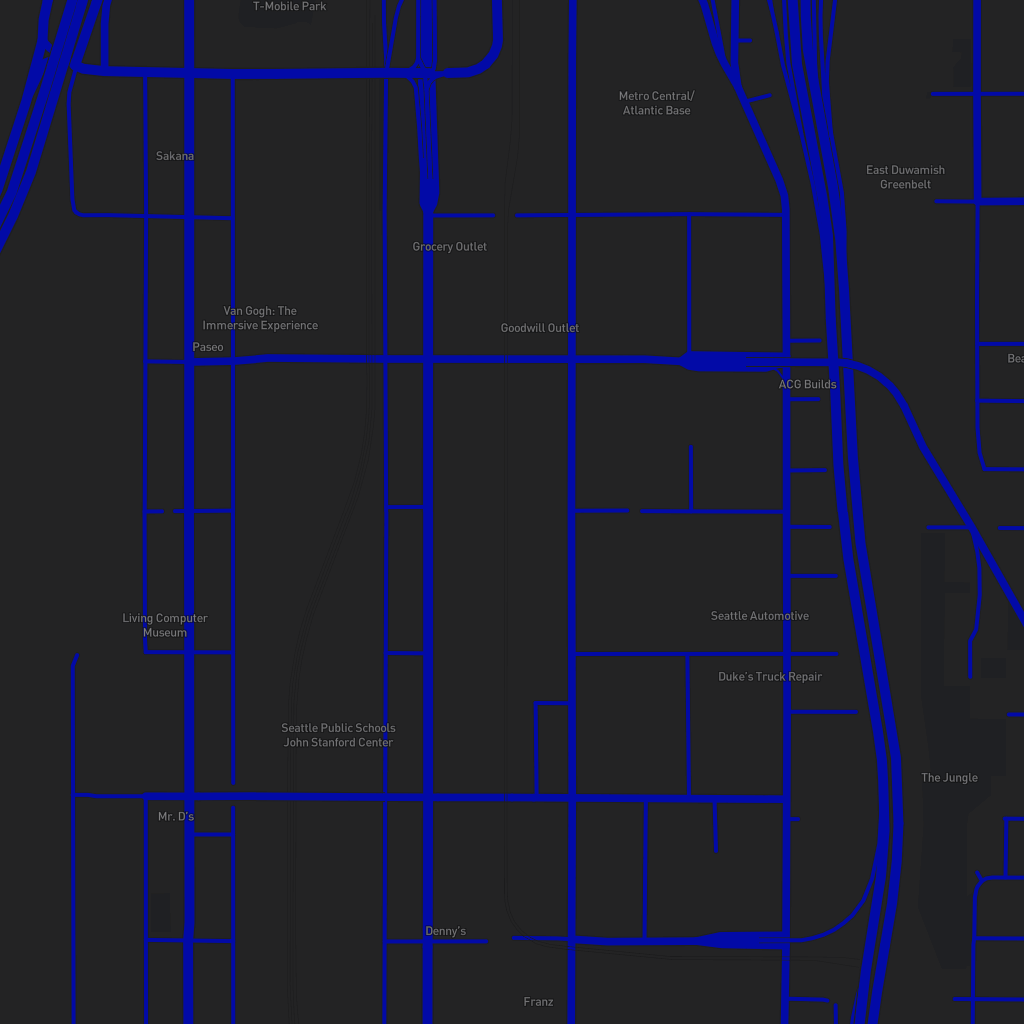 T-Mobile Park
Metro Central/
Atlantic Base
Sakana
East Duwamish
Greenbelt
Grocery Outlet
Van Gogh: The
Immersive Experience
Goodwill Outlet
Paseo
Bea
ACG Builds
Living Computer
Museum
Seattle Automotive
Duke's Truck Repair
Seattle Public Schools
John Stanford Center
The Jungle
Mr. D's
Denny's
Franz